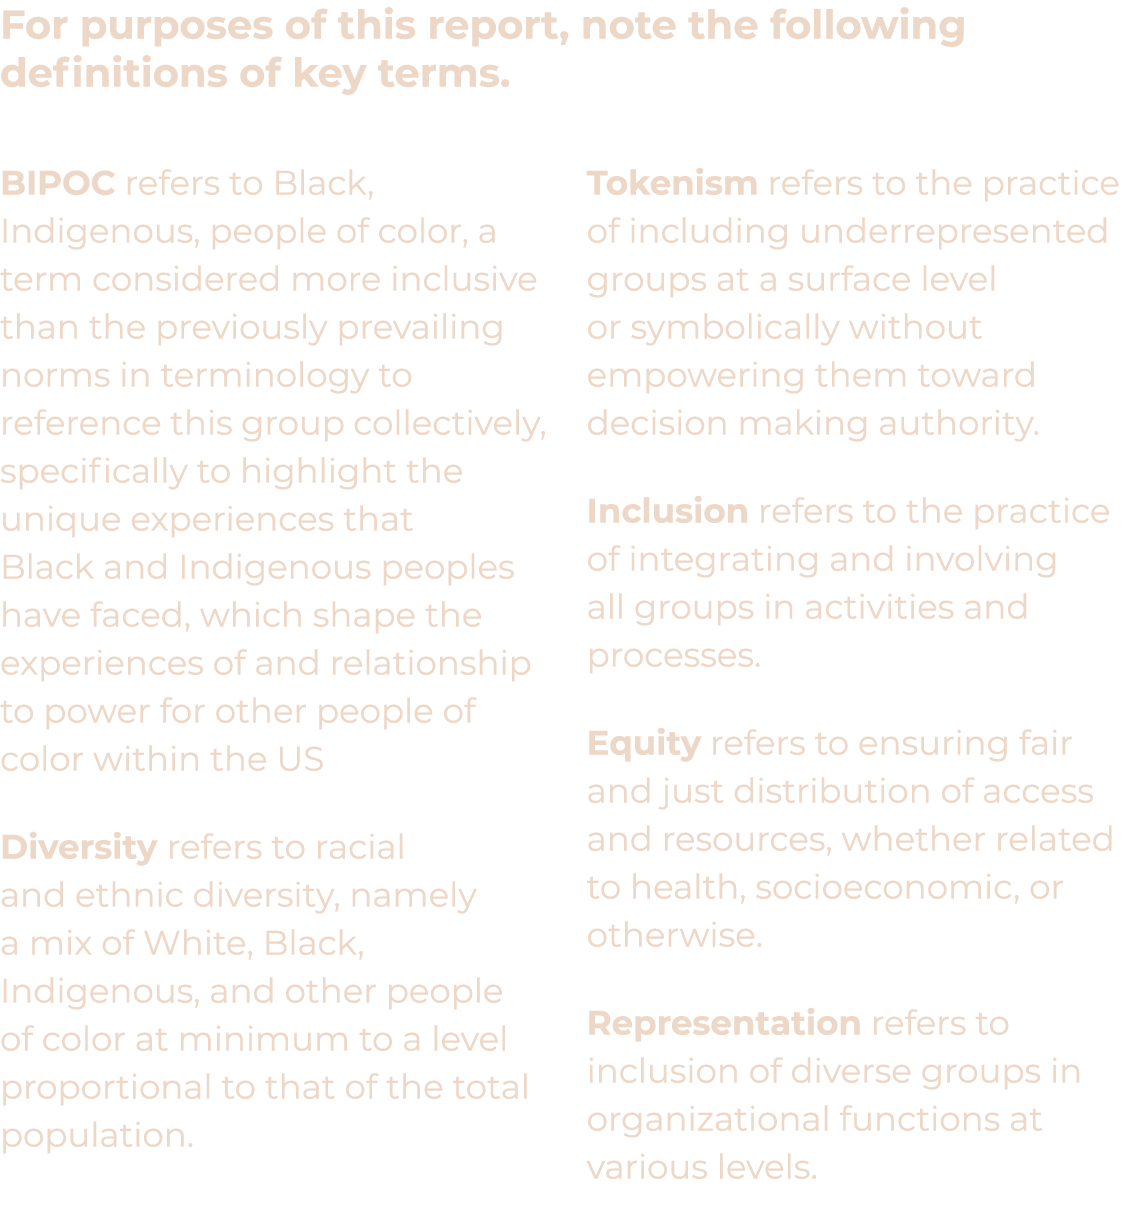 For purposes of this report, note the following
definitions of key terms.
BIPOC refers to Black,
Indigenous, people of color, a
term considered more inclusive
than the previously prevailing
norms in terminology to
reference this group collectively,
specifically to highlight the
unique experiences that
Black and Indigenous peoples
have faced, which shape the
experiences of and relationship
to power for other people of
color within the US
Diversity refers to racial
and ethnic diversity, namely
a mix of White, Black,
Indigenous, and other people
of color at minimum to a level
proportional to that of the total
population.
Tokenism refers to the practice
of including underrepresented
groups at a surface level
or symbolically without
empowering them toward
decision making authority.
Inclusion refers to the practice
of integrating and involving
all groups in activities and
processes.
Equity refers to ensuring fair
and just distribution of access
and resources, whether related
to health, socioeconomic, or
otherwise.
Representation refers to
inclusion of diverse groups in
organizational functions at
various levels.